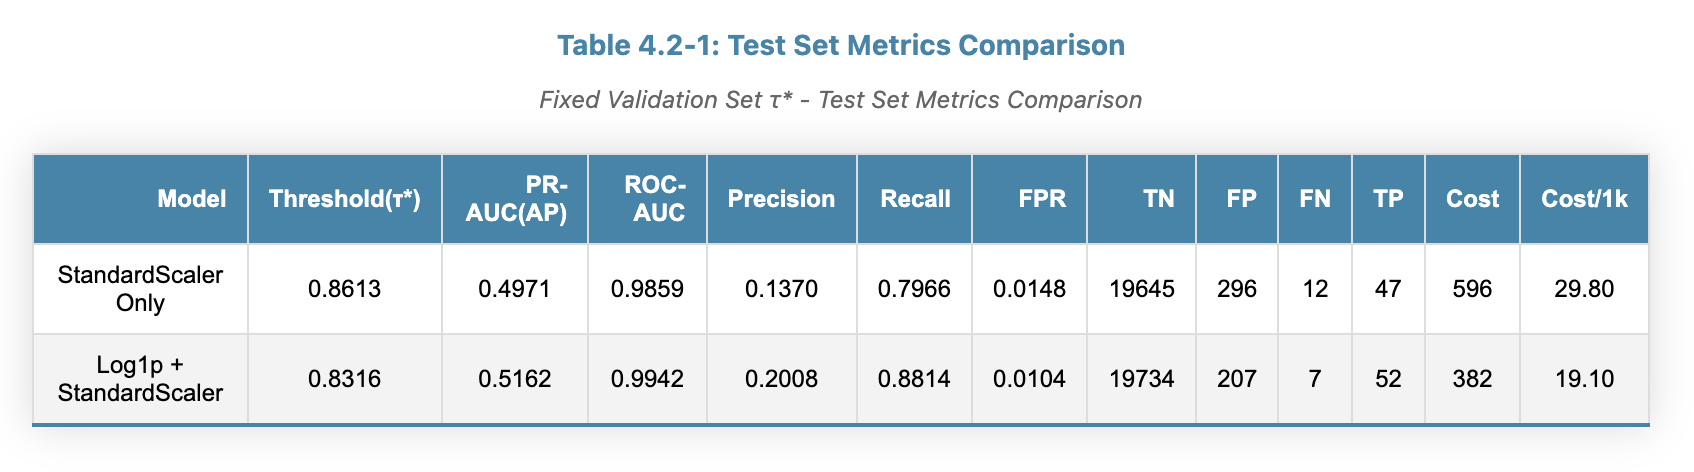 Table 4.2-1: Test Set Metrics Comparison
Fixed Validation Set τ* - Test Set Metrics Comparison
Model Threshold(τ*) PR-AUC(AP) ROC-AUC Precision Recall FPR TN FP FN TP Cost Cost/1k
StandardScaler Only 0.8613 0.4971 0.9859 0.1370 0.7966 0.0148 19645 296 12 47 596 29.80
Log1p + StandardScaler 0.8316 0.5162 0.9942 0.2008 0.8814 0.0104 19734 207 7 52 382 19.10